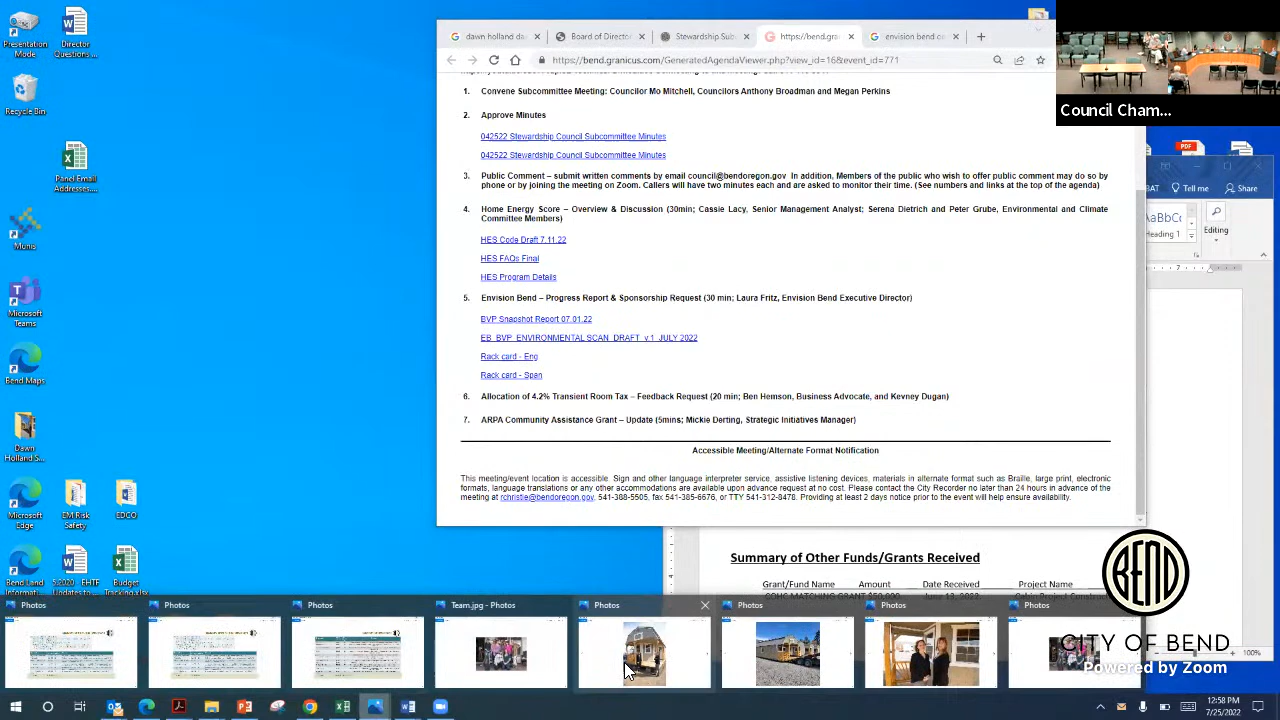 Presentation
Mode
Director
Questions ...
Recycle Bin
Panel Email
Addresses....
Munis
Microsoft
Teams
Bend Maps
Dawn
Holland S...
Microsoft
Edge
EM Risk
Safety
EDCO
Bend Land
Informati...
5.2020_ EHTF
Updates to...
Budget
Tracking.xlsx
dawn holland da
Board of Director
Stewardship Sub
https://bend.gra
envision bend ce
https://bend.granicus.com/GeneratedAgendaViewer.php?view_id=16&event_id=771
1. Convene Subcommittee Meeting: Councilor Mo Mitchell, Councilors Anthony Broadman and Megan Perkins
2. Approve Minutes
042522 Stewardship Council Subcommittee Minutes
042522 Stewardship Council Subcommittee Minutes
3. Public Comment – submit written comments by email council@bendoregon.gov In addition, Members of the public who wish to offer public comment may do so by
phone or by joining the meeting on Zoom. Callers will have two minutes each and are asked to monitor their time. (See numbers and links at the top of the agenda)
4. Home Energy Score – Overview & Discussion (30min; Cassie Lacy, Senior Management Analyst; Serena Dietrich and Peter Grube, Environmental and Climate
Committee Members)
HES Code Draft 7.11.22
HES FAQs Final
HES Program Details
5. Envision Bend – Progress Report & Sponsorship Request (30 min; Laura Fritz, Envision Bend Executive Director)
BVP Snapshot Report 07.01.22
EB_BVP_ENVIRONMENTAL SCAN_DRAFT_v.1_JULY 2022
Rack card - Eng
Rack card - Span
6. Allocation of 4.2% Transient Room Tax – Feedback Request (20 min; Ben Hemson, Business Advocate, and Kevney Dugan)
7. ARPA Community Assistance Grant – Update (5mins; Mickie Derting, Strategic Initiatives Manager)
Accessible Meeting/Alternate Format Notification
This meeting/event location is accessible. Sign and other language interpreter service, assistive listening devices, materials in alternate format such as Braille, large print, electronic
formats, language translations or any other accommodations are available upon advance request at no cost. Please contact the City Recorder no later than 24 hours in advance of the
meeting at rchristie@bendoregon.gov, 541-388-5505, fax 541-385-6676, or TTY 541-312-8478. Providing at least 2 days notice prior to the event will help ensure availability.
Council Cham...
PDF
BAT
Tell me
Share
AaBbCc
Heading 1
Editing
7
Summary of Other Funds/Grants Received
Grant/Fund Name Amount Date Received Project Name
BEND
CITY OF BEND
Powered by Zoom
100%
Photos
Photos
Photos
Team.jpg - Photos
Photos
Photos
Photos
Photos
12:58 PM
7/25/2022